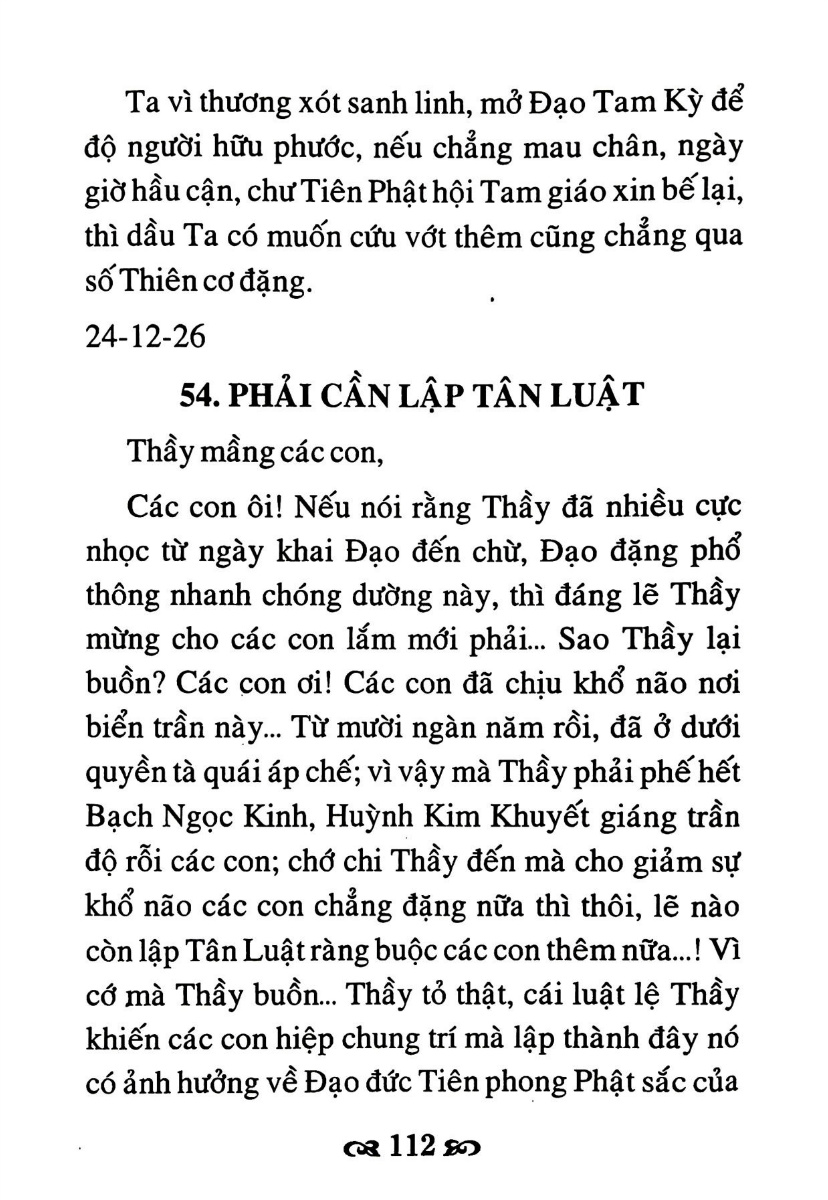 Ta vì thương xót sanh linh, mở Đạo Tam Kỳ để
độ người hữu phước, nếu chẳng mau chân, ngày
giờ hầu cận, chư Tiên Phật hội Tam giáo xin bế lại,
thì dầu Ta có muốn cứu vớt thêm cũng chẳng qua
số Thiên cơ đặng.
24-12-26
54. PHẢI CẦN LẬP TÂN LUẬT
Thầy mầng các con,
Các con ôi! Nếu nói rằng Thầy đã nhiều cực
nhọc từ ngày khai Đạo đến chừ, Đạo đặng phổ
thông nhanh chóng dường này, thì đáng lẽ Thầy
mừng cho các con lắm mới phải... Sao Thầy lại
buồn? Các con ơi! Các con đã chịu khổ não nơi
biển trần này... Từ mười ngàn năm rồi, đã ở dưới
quyền tà quái áp chế; vì vậy mà Thầy phải phế hết
Bạch Ngọc Kinh, Huỳnh Kim Khuyết giáng trần
độ rỗi các con; chớ chi Thầy đến mà cho giảm sự
khổ não các con chẳng đặng nữa thì thôi, lẽ nào
còn lập Tân Luật ràng buộc các con thêm nữa...! Vì
cớ mà Thầy buồn... Thầy tỏ thật, cái luật lệ Thầy
khiến các con hiệp chung trí mà lập thành đây nó
có ảnh hưởng về Đạo đức Tiên phong Phật sắc của
112